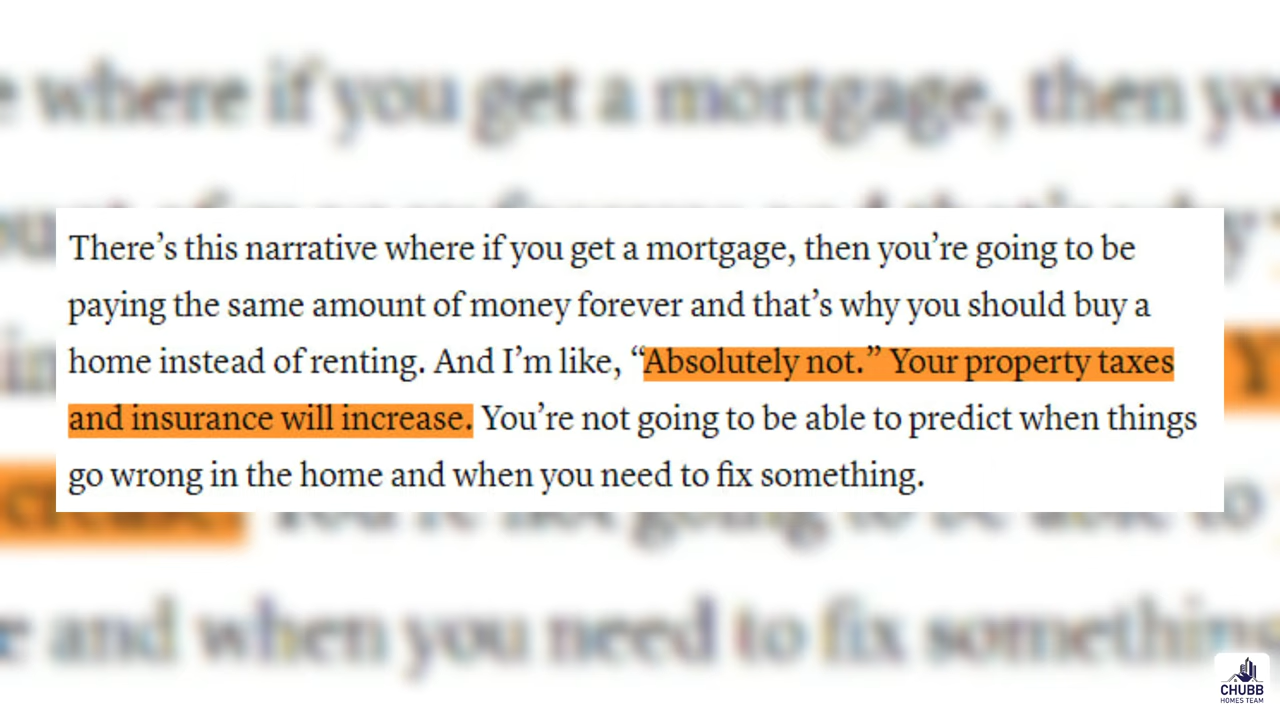 There’s this narrative where if you get a mortgage, then you’re going to be
paying the same amount of money forever and that’s why you should buy a
home instead of renting. And I’m like, “Absolutely not.” Your property taxes
and insurance will increase. You’re not going to be able to predict when things
go wrong in the home and when you need to fix something.
CHUBB
HOMES TEAM